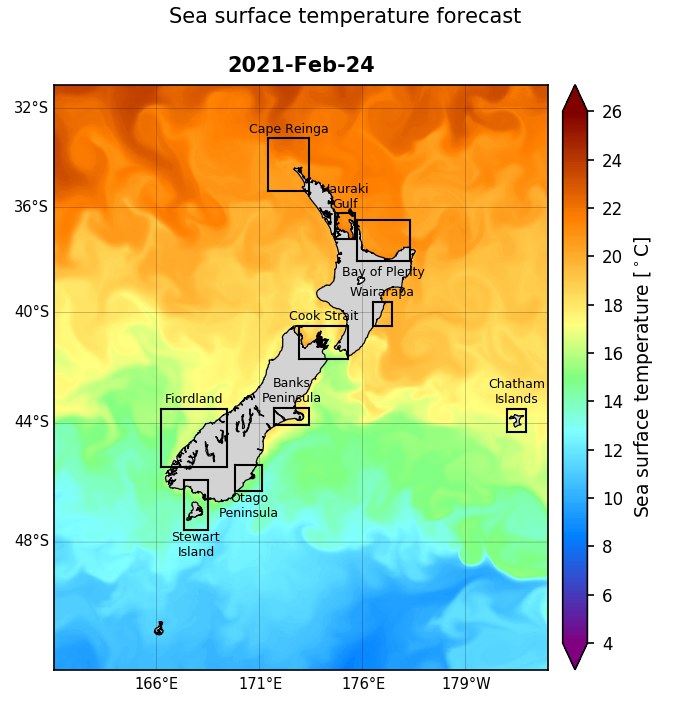 Sea surface temperature forecast
2021-Feb-24
32°S
36°S
40°S
44°S
48°S
166°E
171°E
176°E
179°W
Cape Reinga
Hauraki
Gulf
Bay of Plenty
Wairarapa
Cook Strait
Banks
Peninsula
Fiordland
Chatham
Islands
Otago
Peninsula
Stewart
Island
26
24
22
20
18
16
14
12
10
8
6
4
Sea surface temperature [°C]